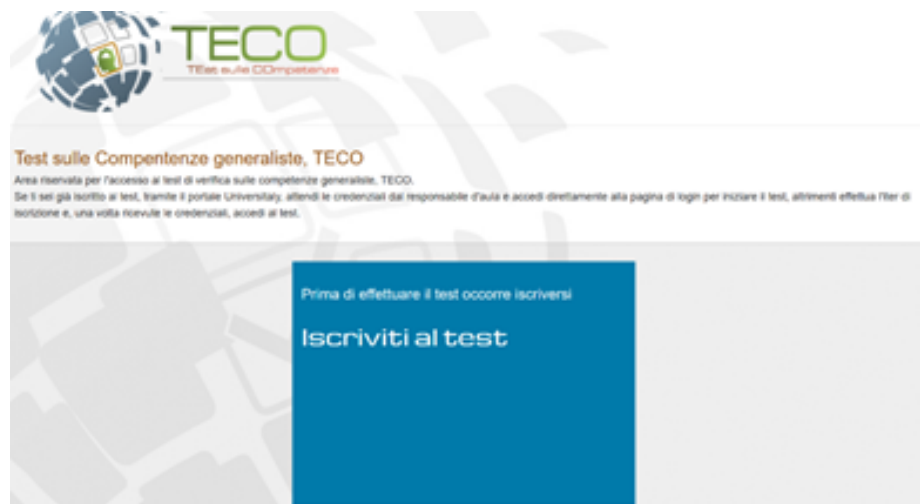 TECO
TEst sulle COmpetenze
Test sulle Compentenze generaliste, TECO
Area riservata per l'accesso al test di verifica sulle competenze generaliste, TECO.
Se ti sei già iscritto al test, tramite il portale Universitaly, attendi le credenziali dal responsabile d'aula e accedi direttamente alla pagina di login per iniziare il test, altrimenti effettua l'iter di
iscrizione e, una volta ricevute le credenziali, accedi al test.
Prima di effettuare il test occorre iscriversi
Iscriviti al test